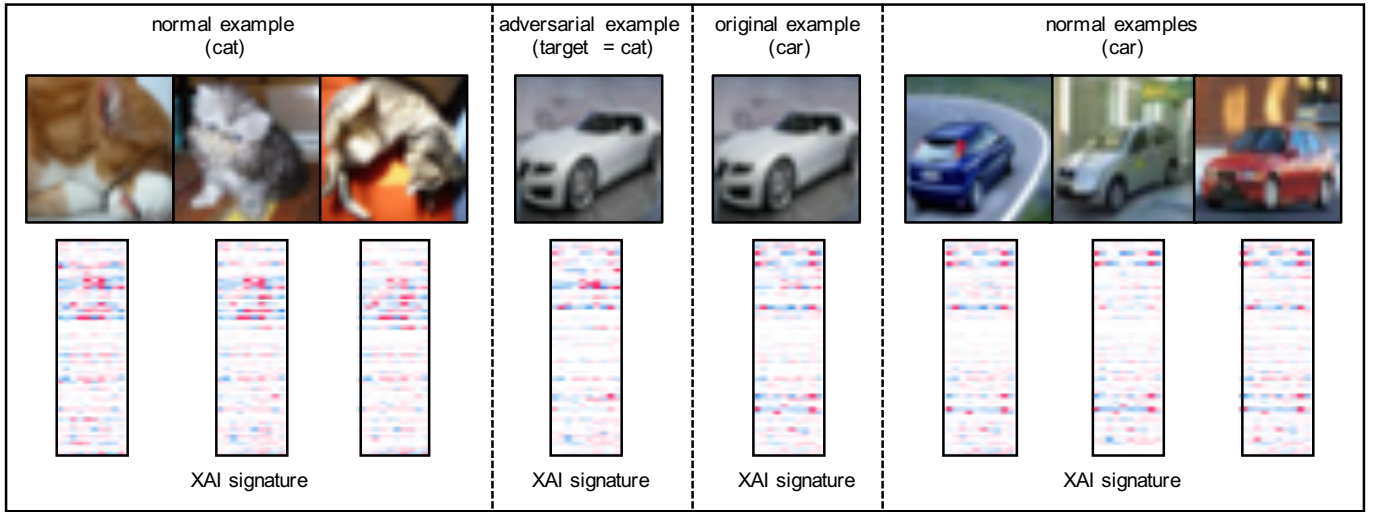 normal example
(cat)
adversarial example
(target = cat)
original example
(car)
normal examples
(car)
XAI signature
XAI signature
XAI signature
XAI signature